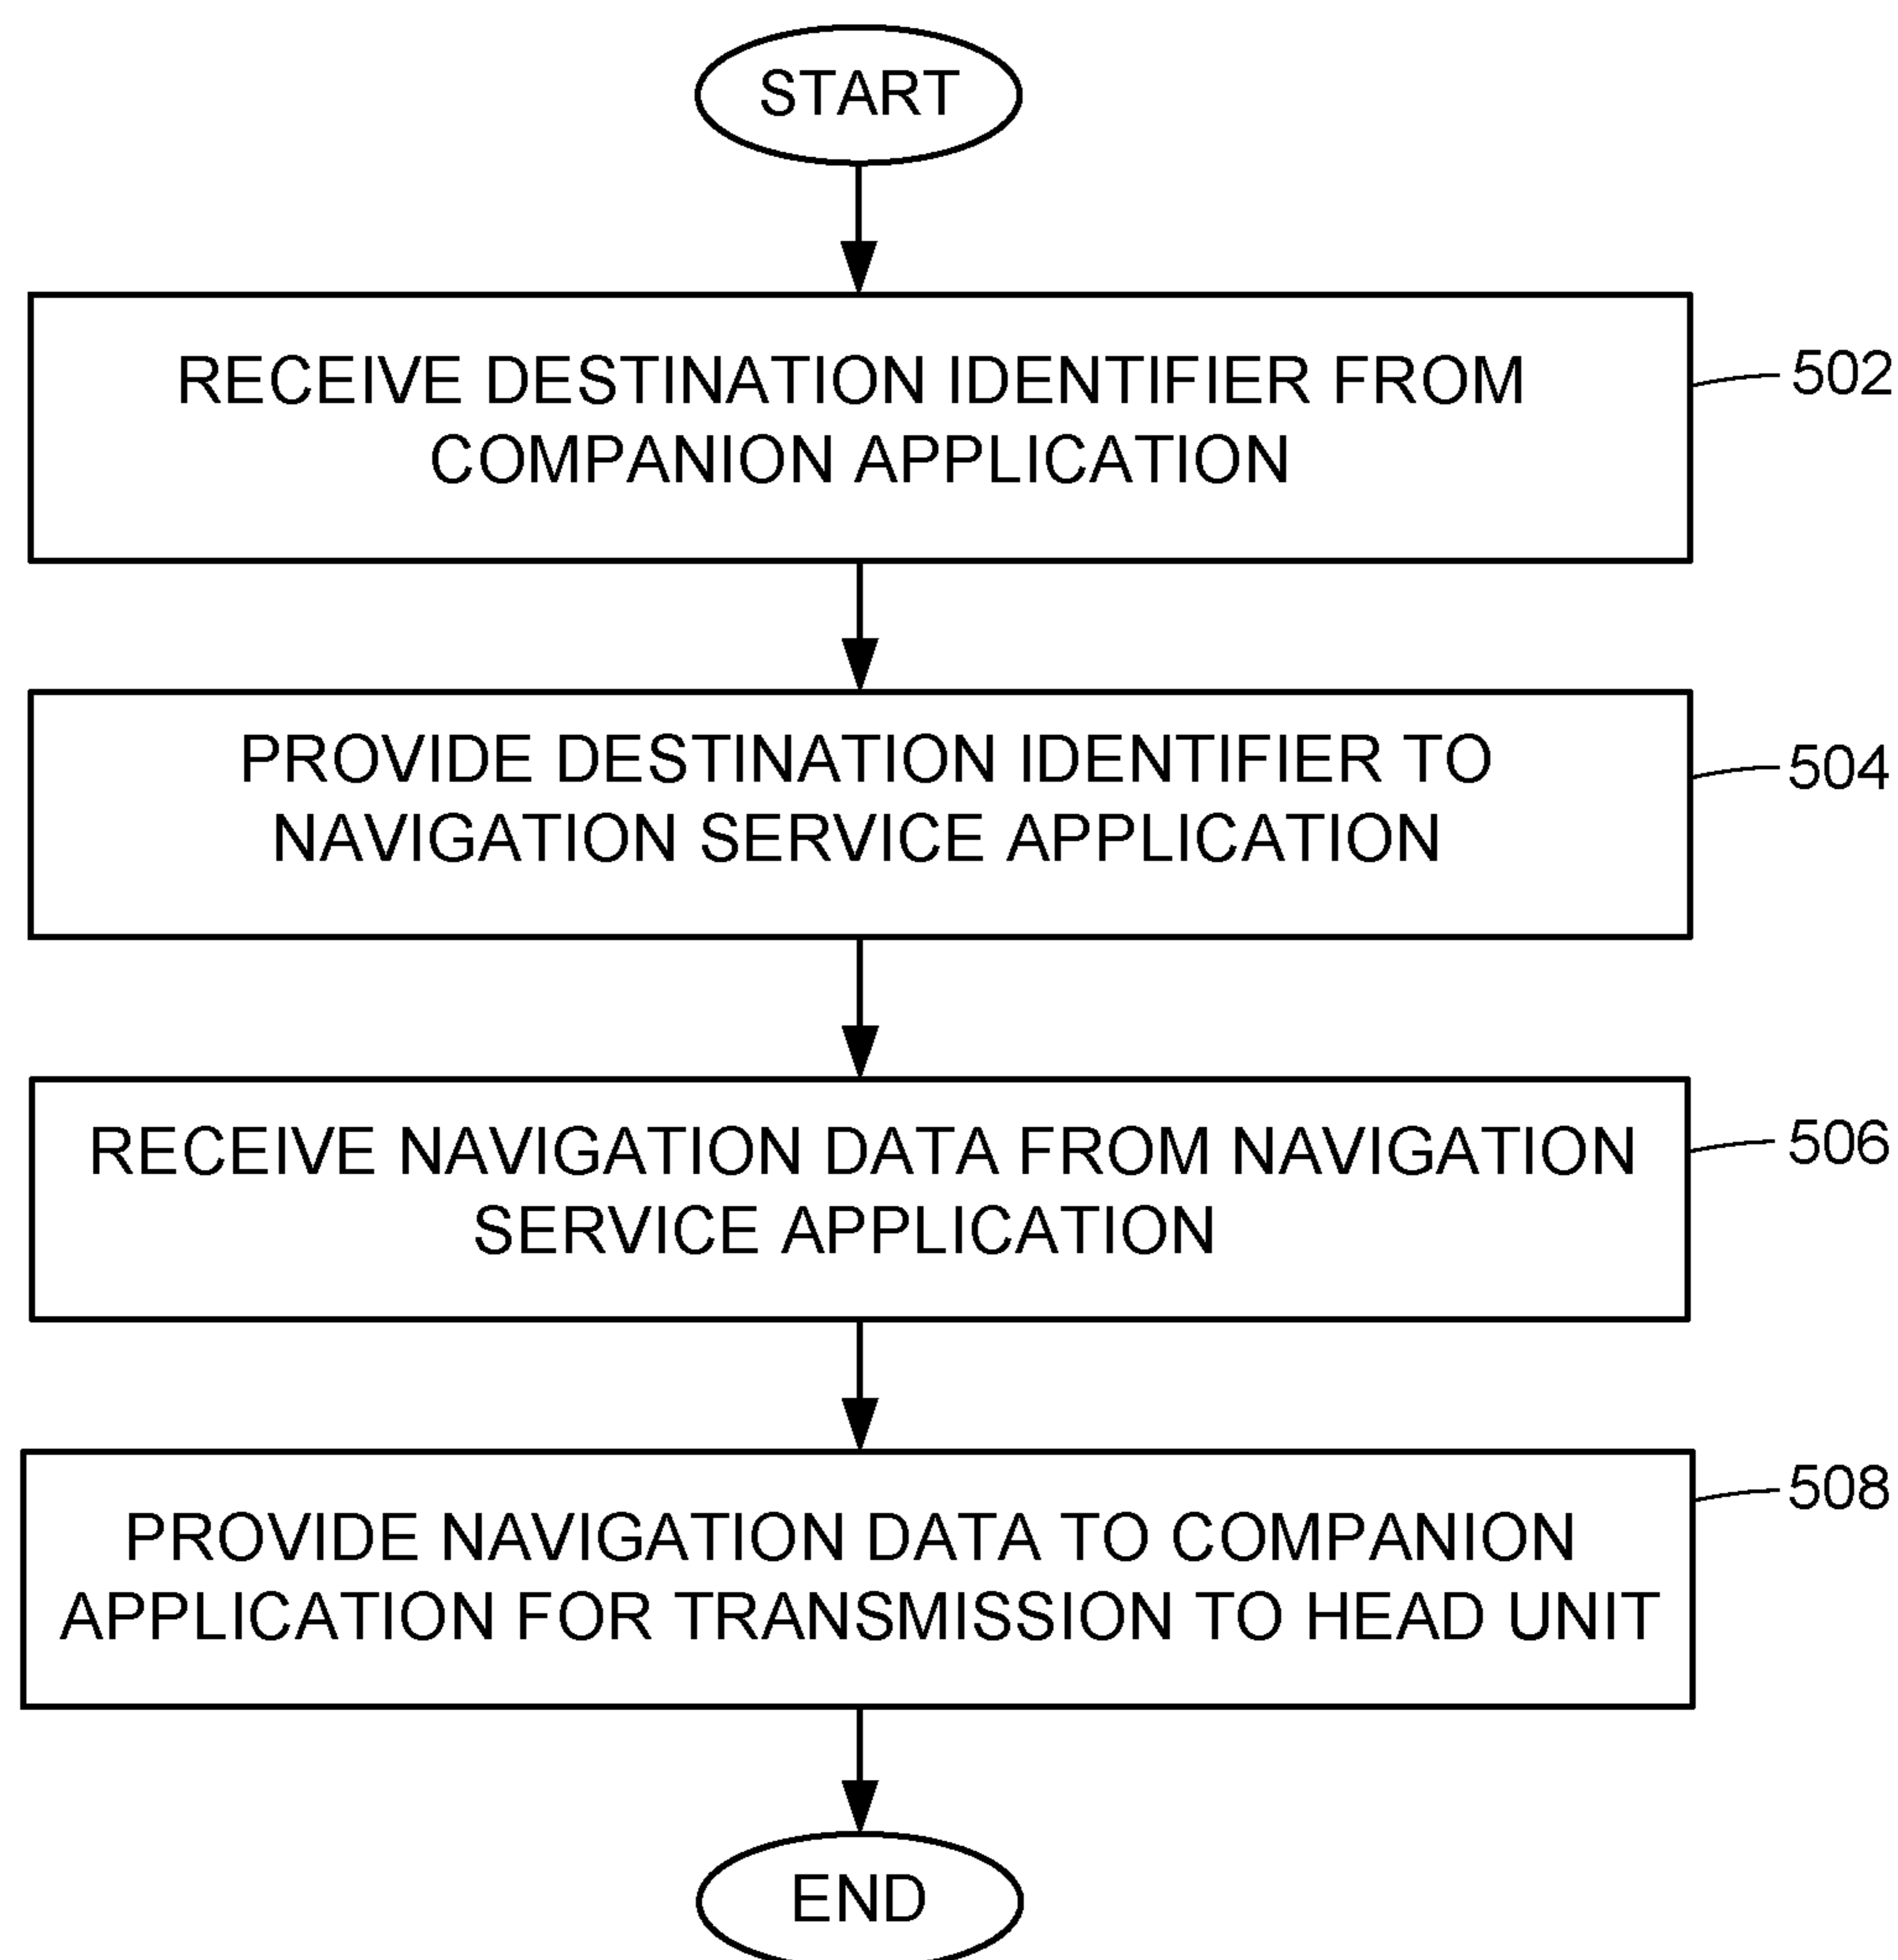 START
RECEIVE DESTINATION IDENTIFIER FROM
COMPANION APPLICATION
502
PROVIDE DESTINATION IDENTIFIER TO
NAVIGATION SERVICE APPLICATION
504
RECEIVE NAVIGATION DATA FROM NAVIGATION
SERVICE APPLICATION
506
PROVIDE NAVIGATION DATA TO COMPANION
APPLICATION FOR TRANSMISSION TO HEAD UNIT
508
END